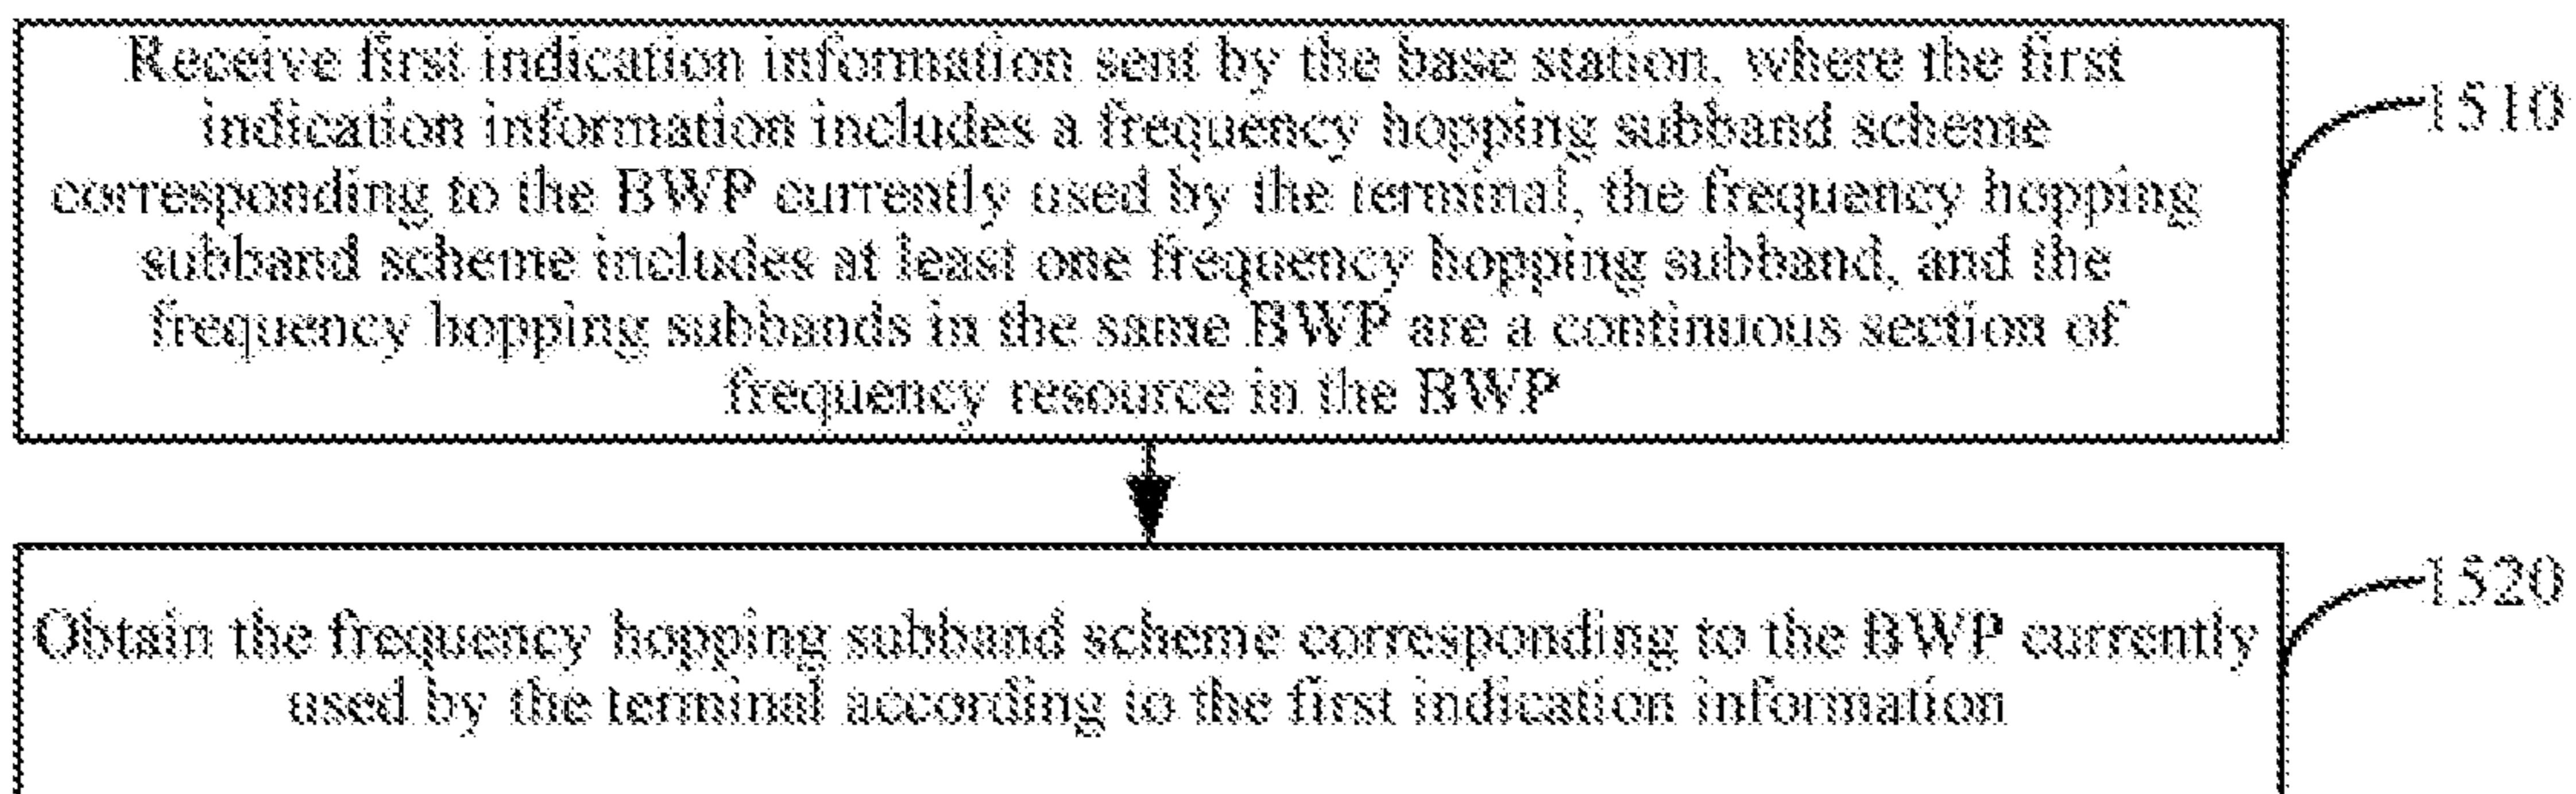 Receive first indication information sent by the base station, where the first
indication information includes a frequency hopping subband scheme
corresponding to the BWP currently used by the terminal, the frequency hopping
subband scheme includes at least one frequency hopping subband, and the
frequency hopping subbands in the same BWP are a continuous section of
frequency resource in the BWP
1510
Obtain the frequency hopping subband scheme corresponding to the BWP currently
used by the terminal according to the first indication information
1520